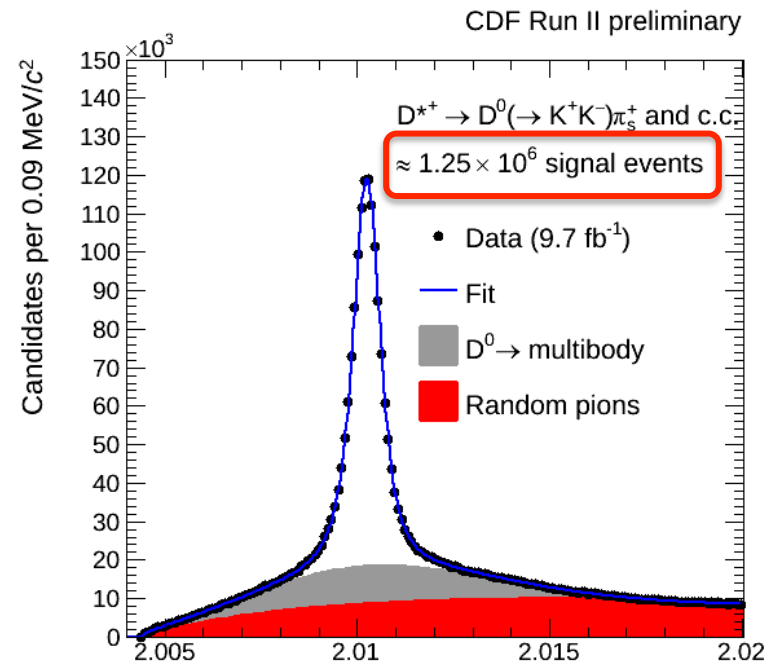 CDF Run II preliminary
×10³
Candidates per 0.09 MeV/c²
150
140
130
120
110
100
90
80
70
60
50
40
30
20
10
0
D*⁺ → D⁰(→ K⁺K⁻)πₛ⁺ and c.c.
≈ 1.25 × 10⁶ signal events
Data (9.7 fb⁻¹)
Fit
D⁰→ multibody
Random pions
2.005 2.01 2.015 2.02